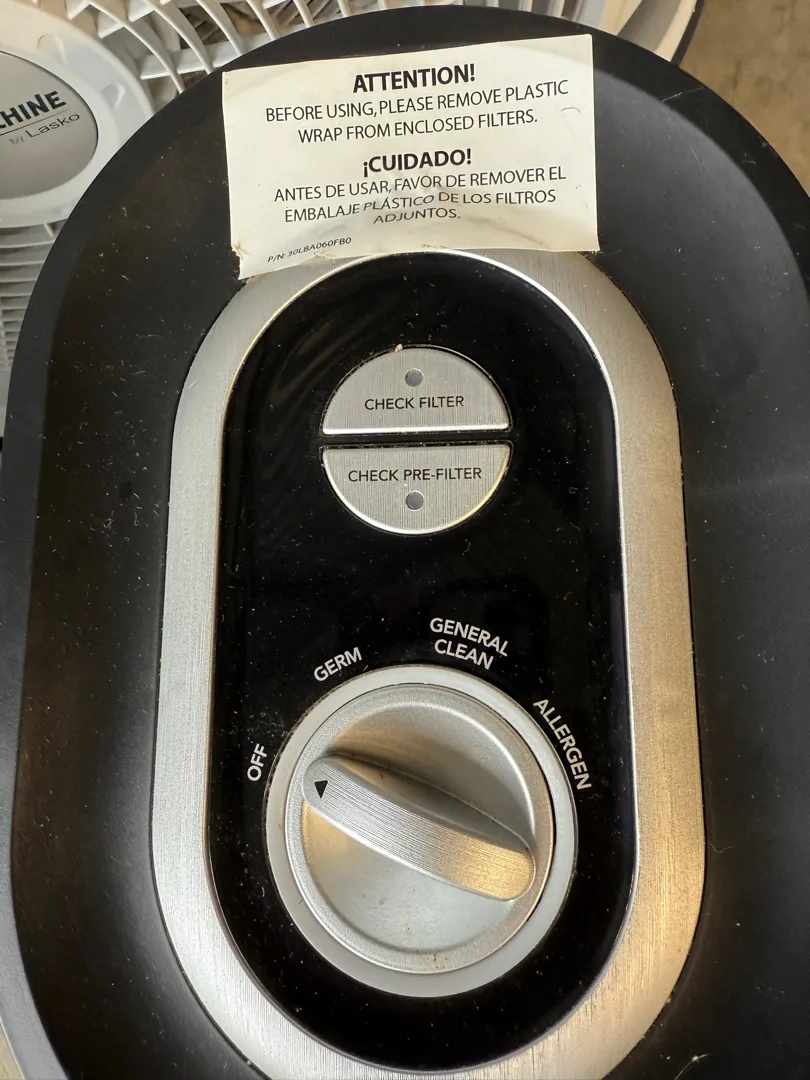 CHINE
by Lasko
ATTENTION!
BEFORE USING, PLEASE REMOVE PLASTIC
WRAP FROM ENCLOSED FILTERS.
¡CUIDADO!
ANTES DE USAR, FAVOR DE REMOVER EL
EMBALAJE PLÁSTICO DE LOS FILTROS
ADJUNTOS.
P/N: 30LBA060FB0
CHECK FILTER
CHECK PRE-FILTER
OFF
GERM
GENERAL
CLEAN
ALLERGEN